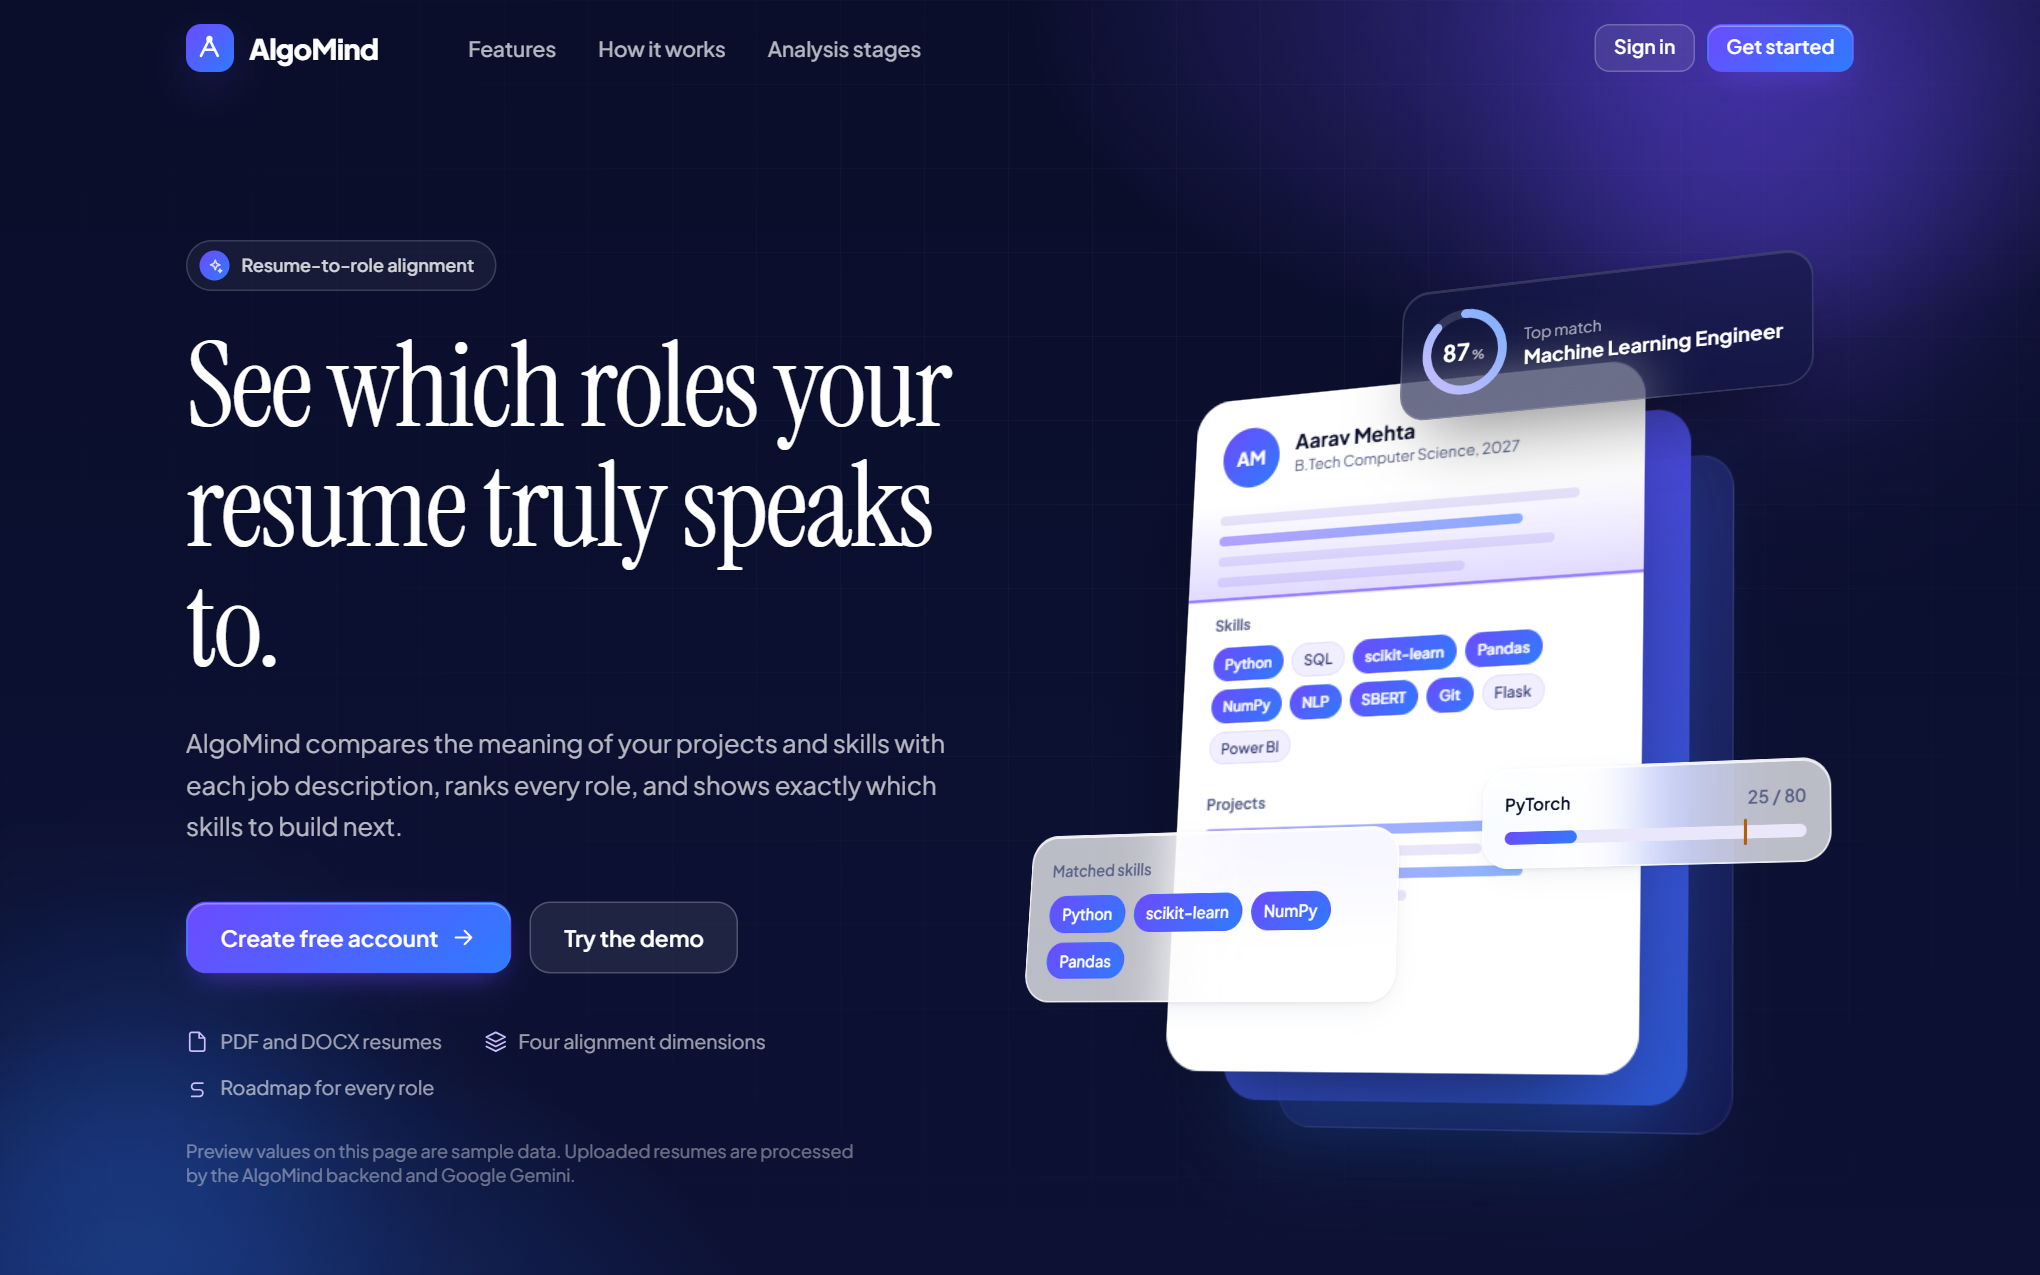 AlgoMind
Features
How it works
Analysis stages
Sign in
Get started
Resume-to-role alignment
See which roles your
resume truly speaks
to.
AlgoMind compares the meaning of your projects and skills with
each job description, ranks every role, and shows exactly which
skills to build next.
Create free account
Try the demo
PDF and DOCX resumes
Four alignment dimensions
Roadmap for every role
Preview values on this page are sample data. Uploaded resumes are processed
by the AlgoMind backend and Google Gemini.
87%
Top match
Machine Learning Engineer
AM
Aarav Mehta
B.Tech Computer Science, 2027
Skills
Python SQL scikit-learn Pandas
NumPy NLP SBERT Git Flask
Power BI
Projects
PyTorch 25 / 80
Matched skills
Python scikit-learn NumPy
Pandas